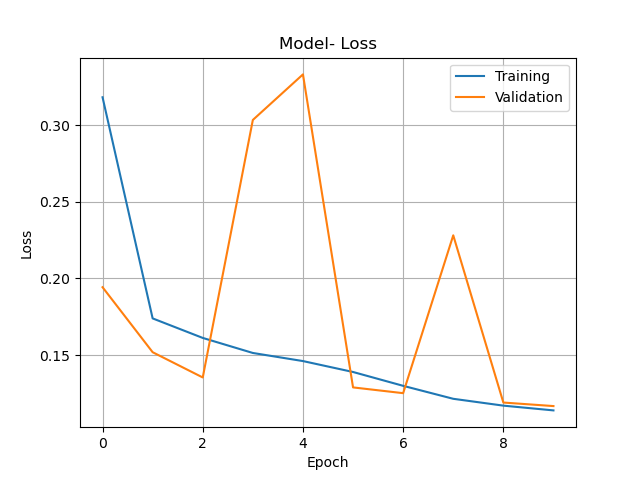 Model- Loss
Training
Validation
0.30
0.25
0.20
0.15
Loss
0 2 4 6 8
Epoch